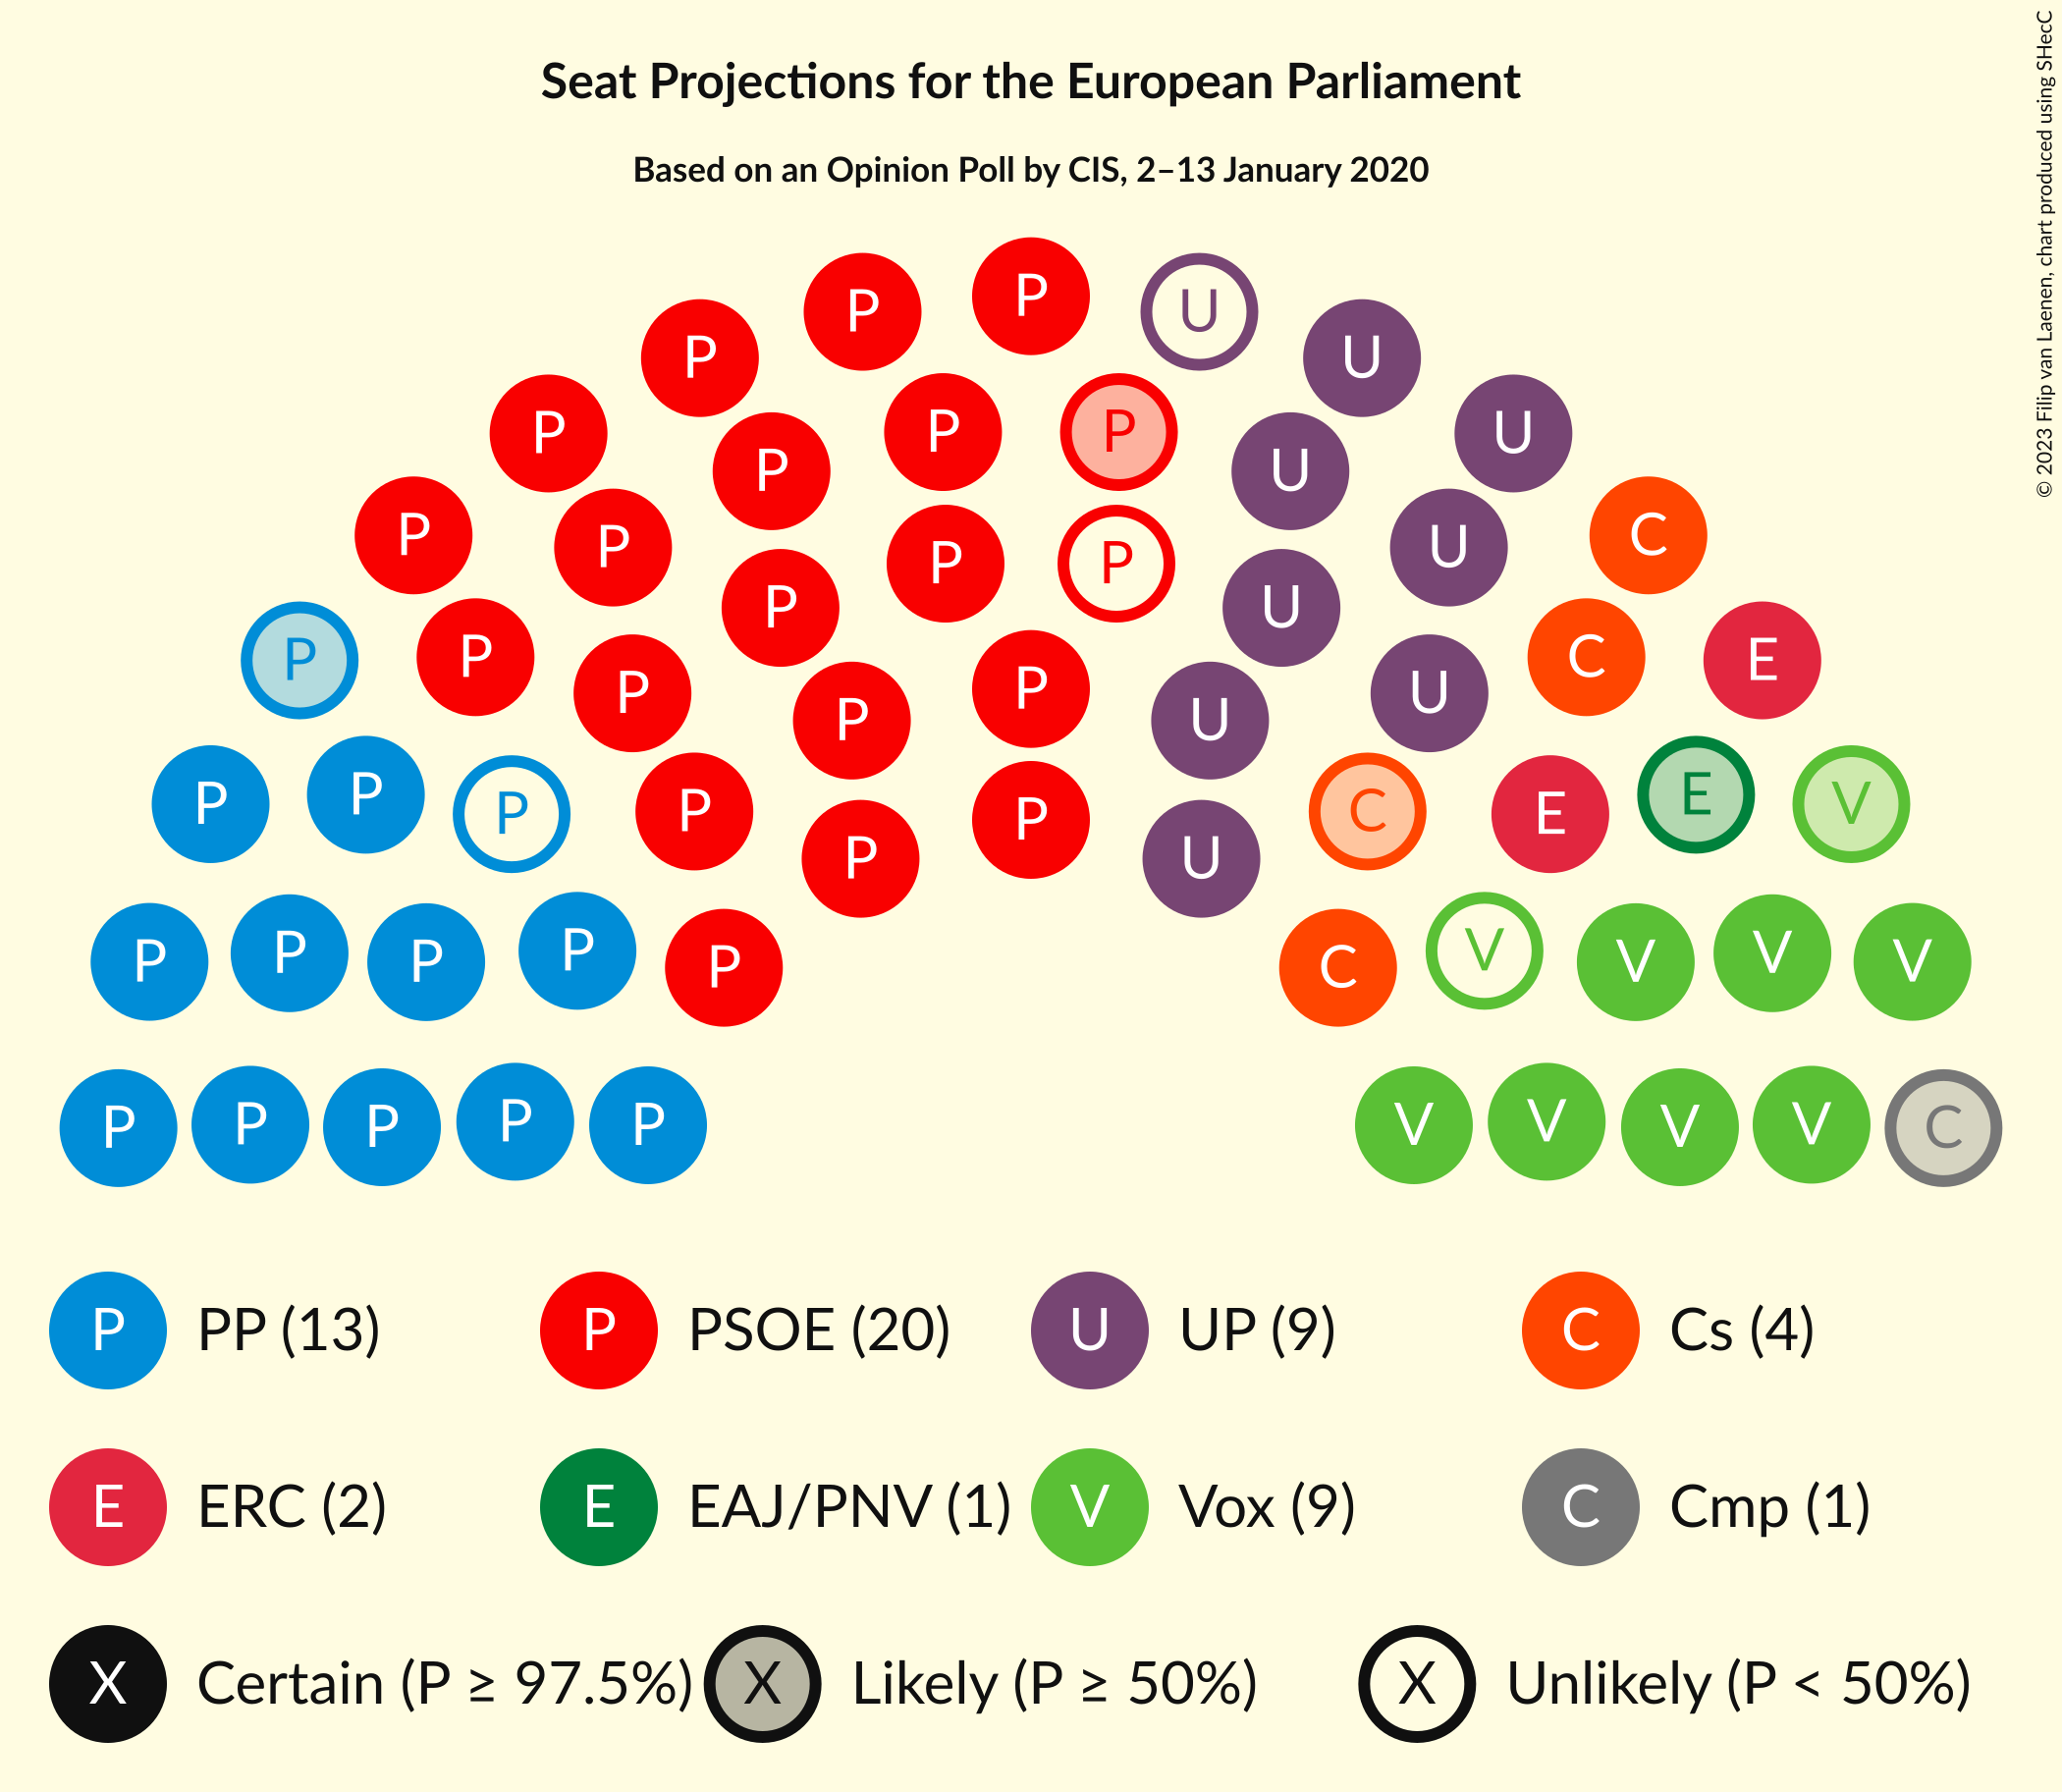 Seat Projections for the European Parliament
Based on an Opinion Poll by CIS, 2–13 January 2020
© 2023 Filip van Laenen, chart produced using SHecC
P P U
P U
P U
P P P U
P U
P P P P U
P C
P U
P U
P C
P E
P U
P P U
P P E
P V
P C
P E
P
P U
P P C V V V
P P V V
P C
P P P P P V V V V C
P PP (13) P PSOE (20) U UP (9) C Cs (4)
E ERC (2) E EAJ/PNV (1) V Vox (9) C Cmp (1)
X Certain (P ≥ 97.5%) X Likely (P ≥ 50%) X Unlikely (P < 50%)